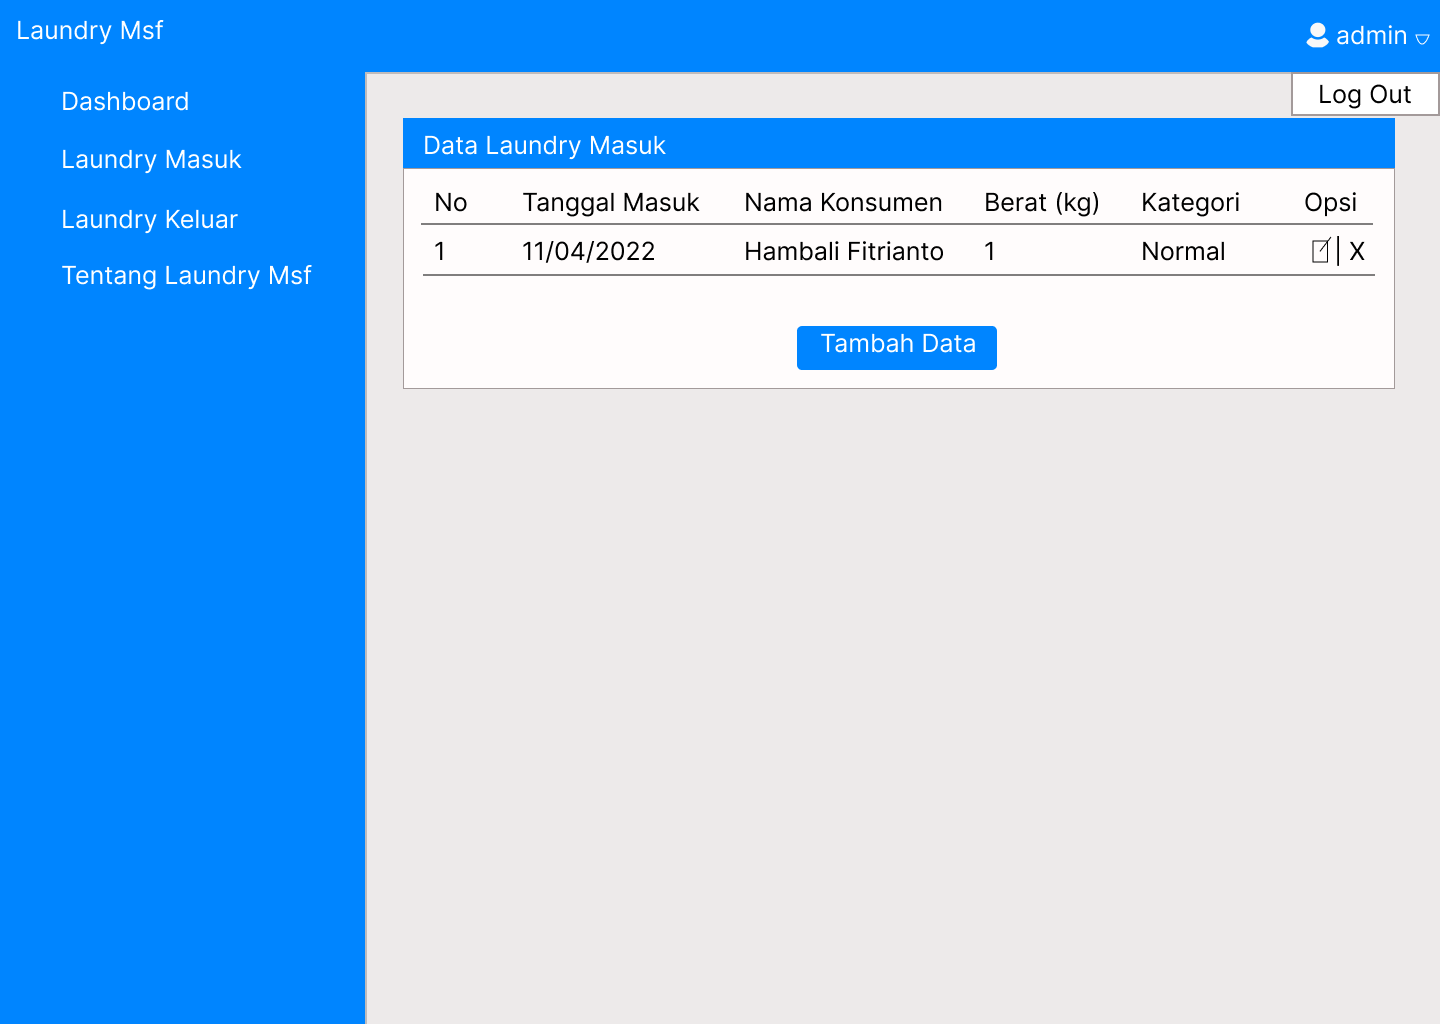 Laundry Msf
admin
Log Out
Dashboard
Laundry Masuk
Laundry Keluar
Tentang Laundry Msf
Data Laundry Masuk
No Tanggal Masuk Nama Konsumen Berat (kg) Kategori Opsi
1 11/04/2022 Hambali Fitrianto 1 Normal | X
Tambah Data